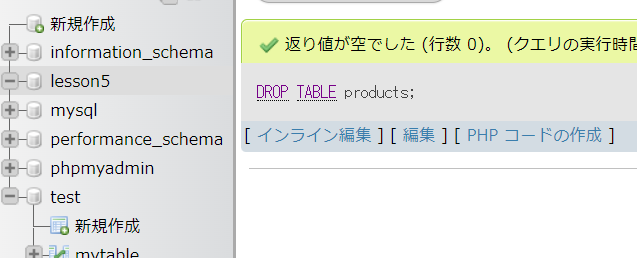 新規作成
information_schema
lesson5
mysql
performance_schema
phpmyadmin
test
新規作成
mytable
返り値が空でした (行数 0)。 (クエリの実行時間
DROP TABLE products;
[ インライン編集 ] [ 編集 ] [ PHP コードの作成 ]